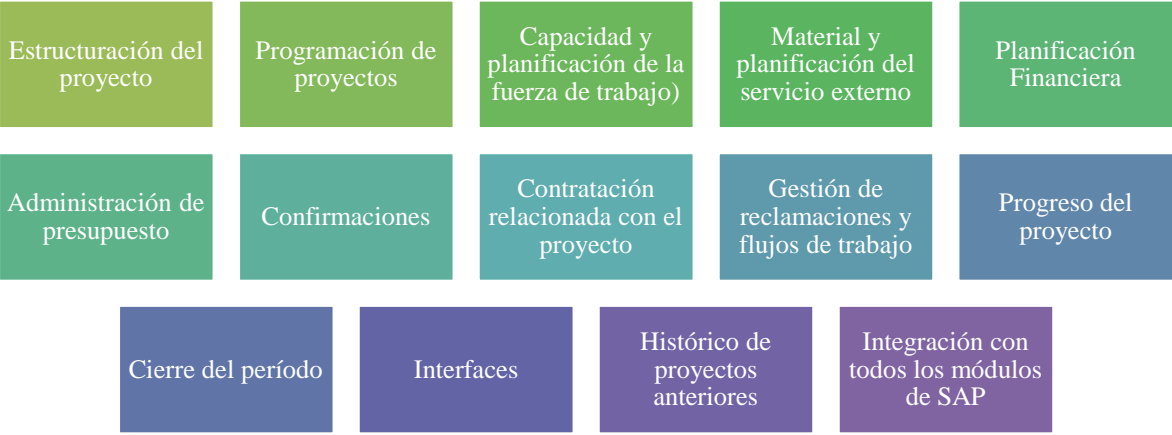 Estructuración del
proyecto
Programación de
proyectos
Capacidad y
planificación de la
fuerza de trabajo)
Material y
planificación del
servicio externo
Planificación
Financiera
Administración de
presupuesto
Confirmaciones
Contratación
relacionada con el
proyecto
Gestión de
reclamaciones y
flujos de trabajo
Progreso del
proyecto
Cierre del período
Interfaces
Histórico de
proyectos
anteriores
Integración con
todos los módulos
de SAP